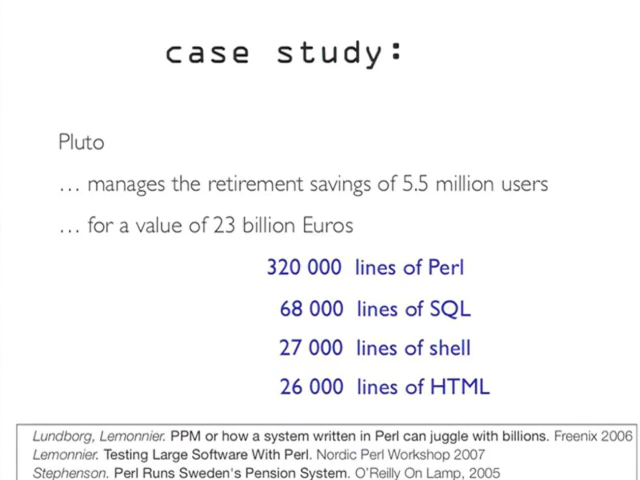 case study:
Pluto
… manages the retirement savings of 5.5 million users
… for a value of 23 billion Euros
320 000 lines of Perl
68 000 lines of SQL
27 000 lines of shell
26 000 lines of HTML
Lundborg, Lemonnier. PPM or how a system written in Perl can juggle with billions. Freenix 2006
Lemonnier. Testing Large Software With Perl. Nordic Perl Workshop 2007
Stephenson. Perl Runs Sweden's Pension System. O'Reilly On Lamp, 2005